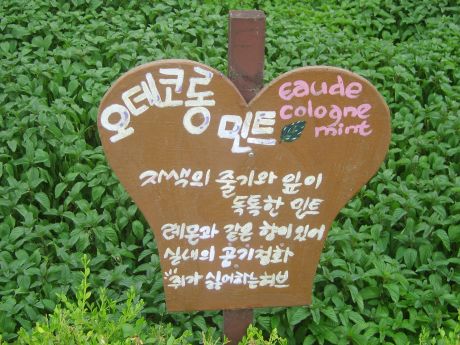 오데코롱
민트
eau de
cologne
mint
자색의 줄기와 잎이
독특한 민트
레몬과 같은 향이 있어
실내의 공기정화
"쥐가 싫어하는 허브